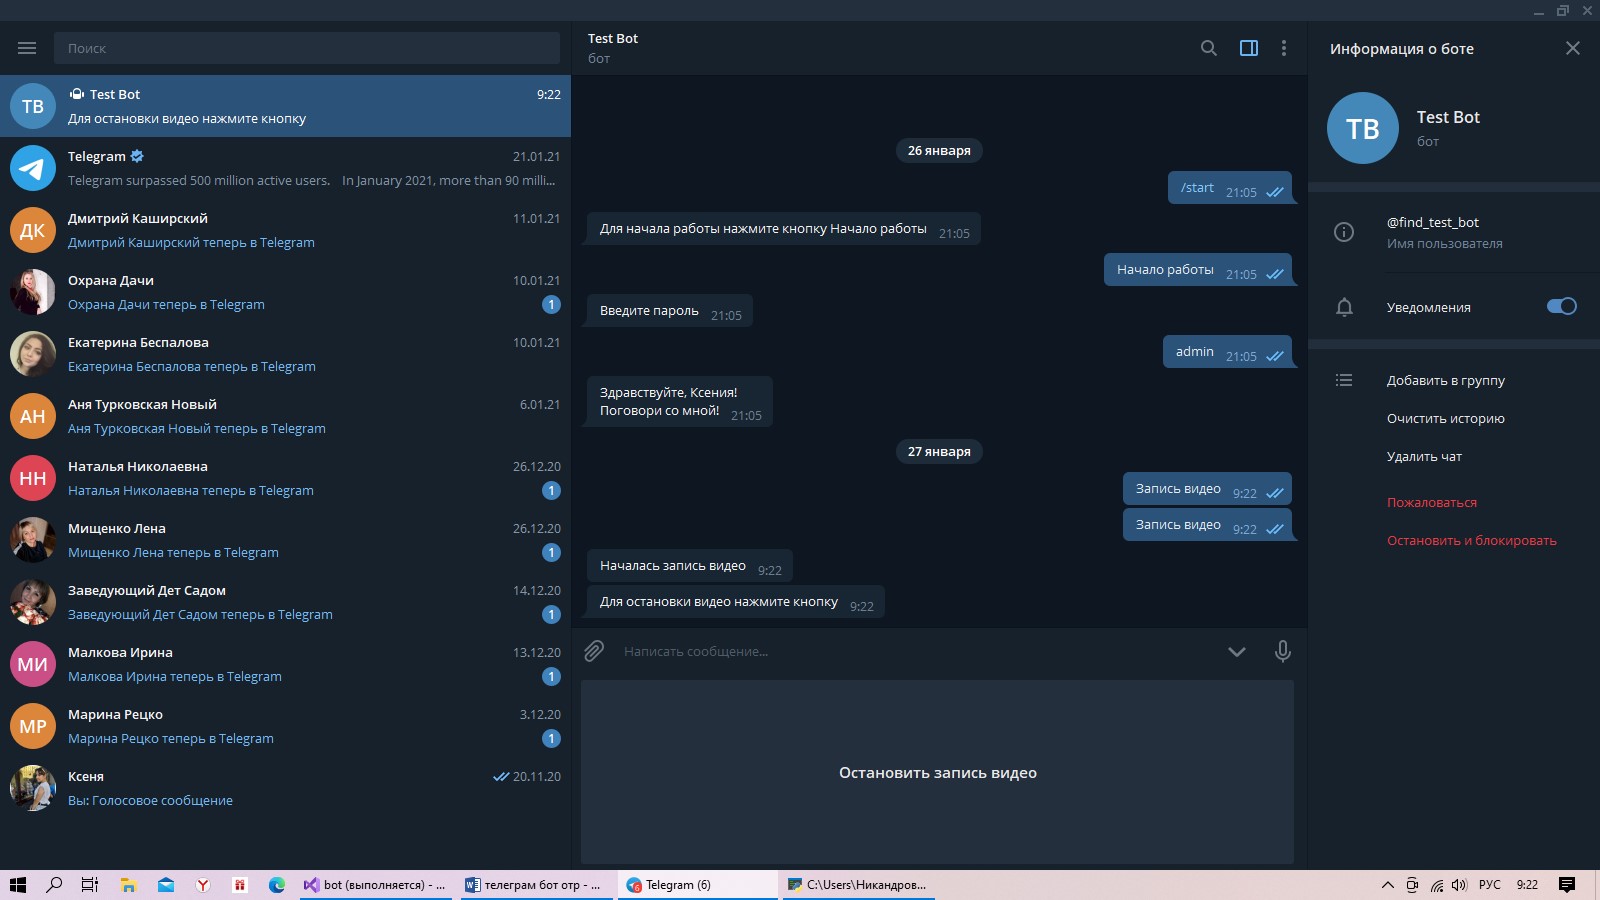 Поиск
Test Bot
9:22
Для остановки видео нажмите кнопку
Telegram
21.01.21
Telegram surpassed 500 million active users. In January 2021, more than 90 milli...
Дмитрий Каширский
11.01.21
Дмитрий Каширский теперь в Telegram
Охрана Дачи
10.01.21
Охрана Дачи теперь в Telegram
1
Екатерина Беспалова
10.01.21
Екатерина Беспалова теперь в Telegram
Аня Турковская Новый
6.01.21
Аня Турковская Новый теперь в Telegram
Наталья Николаевна
26.12.20
Наталья Николаевна теперь в Telegram
1
Мищенко Лена
26.12.20
Мищенко Лена теперь в Telegram
1
Заведующий Дет Садом
14.12.20
Заведующий Дет Садом теперь в Telegram
1
Малкова Ирина
13.12.20
Малкова Ирина теперь в Telegram
1
Марина Рецко
3.12.20
Марина Рецко теперь в Telegram
1
Ксеня
20.11.20
Вы: Голосовое сообщение
ТВ
ДК
АН
НН
МИ
МР
Test Bot
бот
26 января
/start 21:05
Для начала работы нажмите кнопку Начало работы 21:05
Начало работы 21:05
Введите пароль 21:05
admin 21:05
Здравствуйте, Ксения!
Поговори со мной! 21:05
27 января
Запись видео 9:22
Запись видео 9:22
Началась запись видео 9:22
Для остановки видео нажмите кнопку 9:22
Написать сообщение...
Остановить запись видео
Информация о боте
ТВ
Test Bot
бот
@find_test_bot
Имя пользователя
Уведомления
Добавить в группу
Очистить историю
Удалить чат
Пожаловаться
Остановить и блокировать
bot (выполняется) - ...
телеграм бот отр - ...
6
Telegram (6)
C:\Users\Никандров...
РУС
9:22